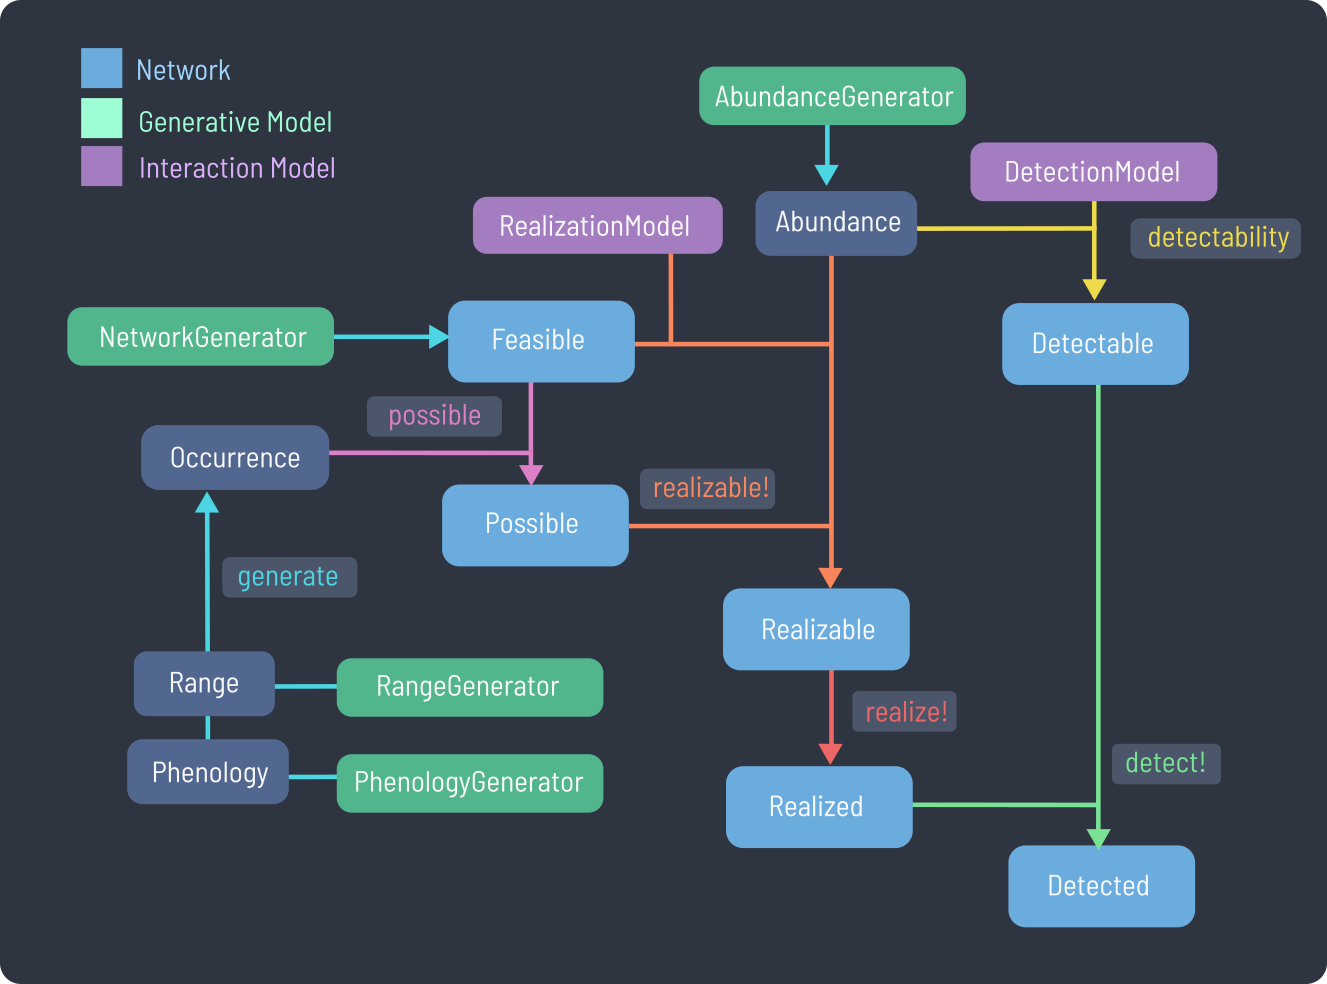 Network
Generative Model
Interaction Model
AbundanceGenerator
DetectionModel
RealizationModel
Abundance
detectability
NetworkGenerator
Feasible
Detectable
possible
Occurrence
realizable!
Possible
generate
Realizable
Range
RangeGenerator
realize!
Phenology
PhenologyGenerator
detect!
Realized
Detected